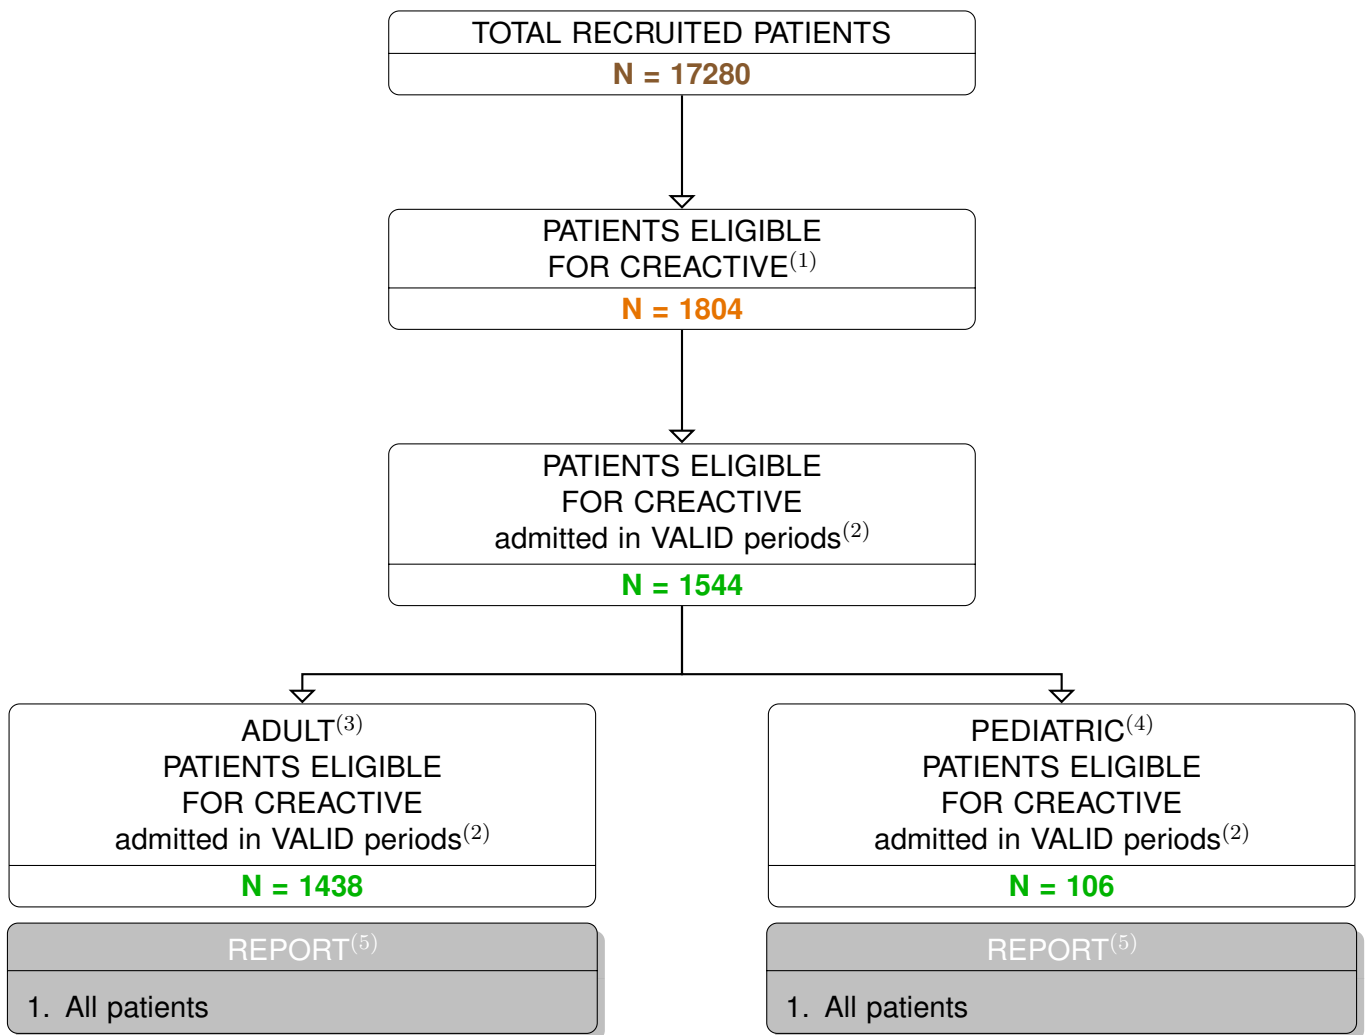 TOTAL RECRUITED PATIENTS
N = 17280
PATIENTS ELIGIBLE
FOR CREACTIVE(1)
N = 1804
PATIENTS ELIGIBLE
FOR CREACTIVE
admitted in VALID periods(2)
N = 1544
ADULT(3)
PATIENTS ELIGIBLE
FOR CREACTIVE
admitted in VALID periods(2)
N = 1438
REPORT(5)
1. All patients
PEDIATRIC(4)
PATIENTS ELIGIBLE
FOR CREACTIVE
admitted in VALID periods(2)
N = 106
REPORT(5)
1. All patients